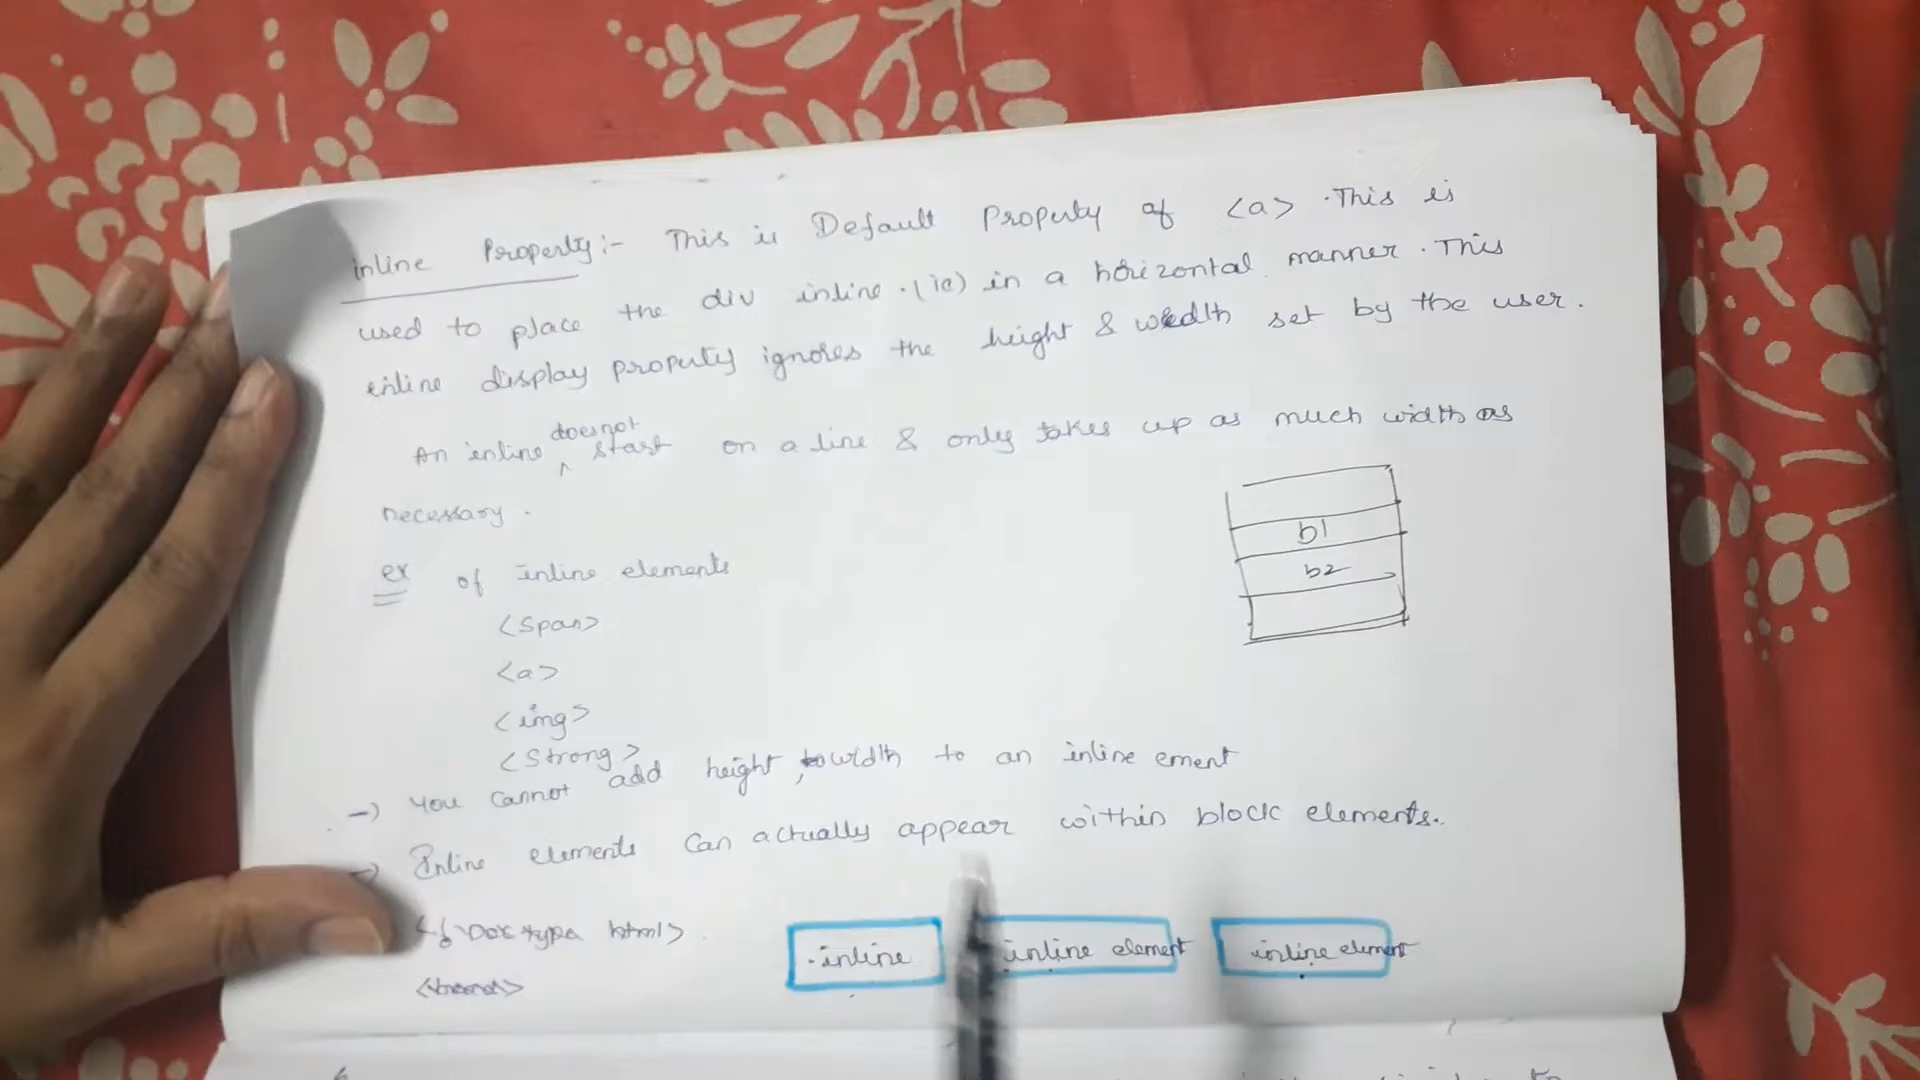 inline Property:- This is Default Property of <a>. This is
used to place the div inline. (ie) in a horizontal manner. This
inline display property ignores the height & width set by the user.
An inline doesnot start on a line & only takes up as much width as
necessary.
ex of inline elements
<span>
<a>
<img>
<Strong>
-> You cannot add height, width to an inline ement
-> Inline elements can actually appear within block elements.
b1
b2
<! Doctype html>
inline inline element inline element